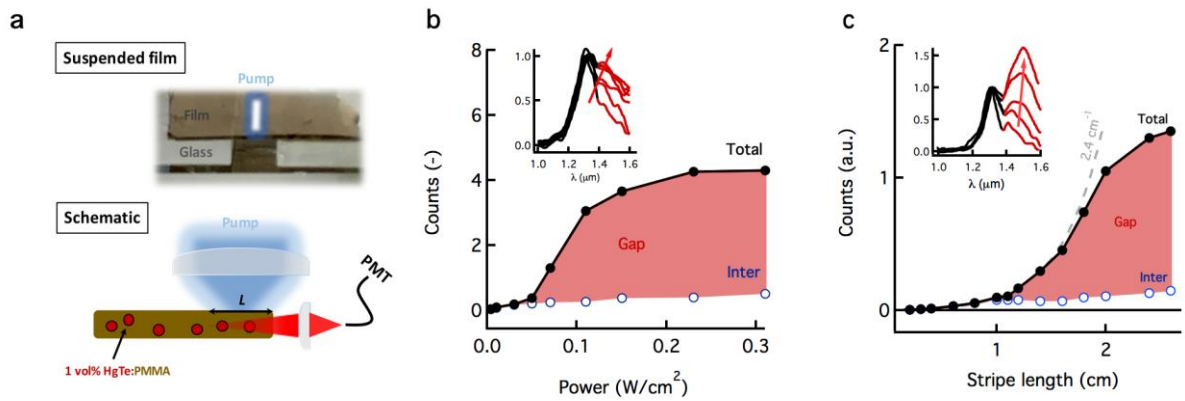 a
Suspended film
Pump
Film
Glass
Schematic
Pump
L
PMT
1 vol% HgTe:PMMA
b
8
6
4
2
0
Counts (-)
0.0
0.1
0.2
0.3
Power (W/cm²)
1.0
0.5
0.0
1.0
1.2
1.4
1.6
λ (µm)
Total
Gap
Inter
c
2
1
0
Counts (a.u.)
1
2
Stripe length (cm)
1.5
1.0
0.5
0.0
1.0
1.2
1.4
1.6
λ (µm)
2.4 cm⁻¹
Total
Gap
Inter